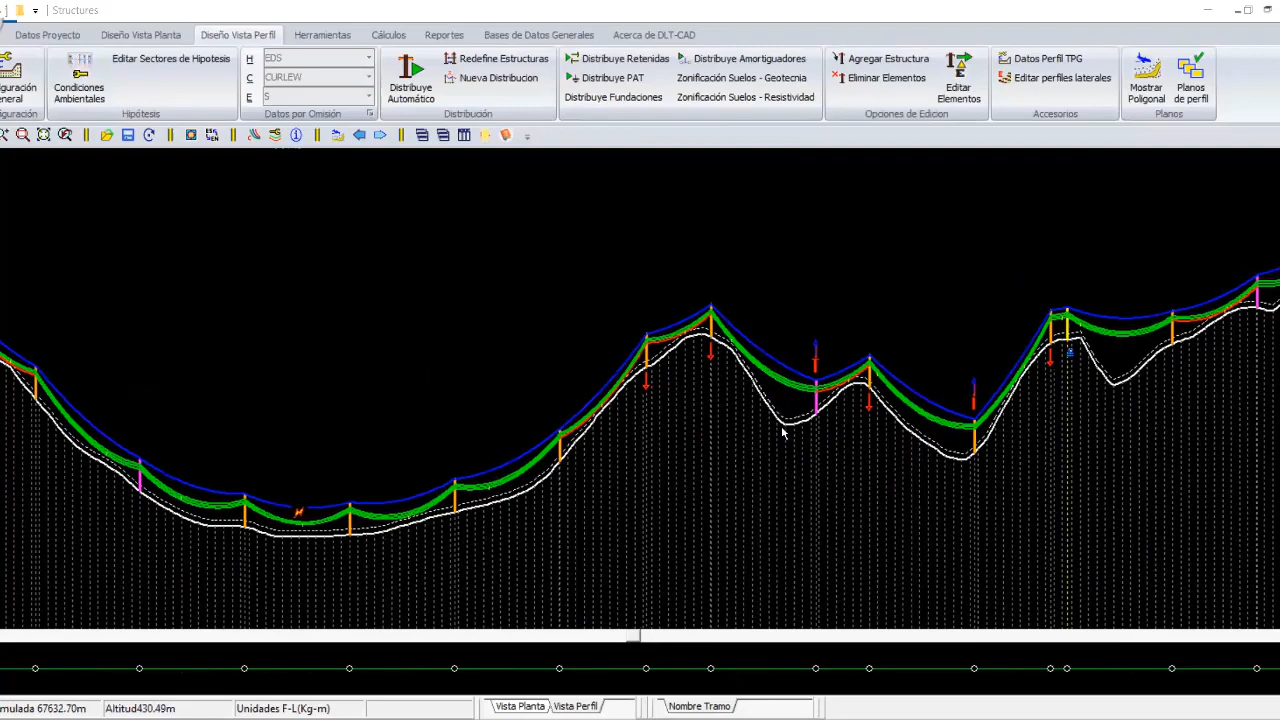 Structures
Datos Proyecto Diseño Vista Planta Diseño Vista Perfil Herramientas Cálculos Reportes Bases de Datos Generales Acerca de DLT-CAD
Editar Sectores de Hipotesis
Condiciones
Ambientales
Hipótesis
H EDS
C CURLEW
E S
Datos por Omisión
Distribuye
Automático
Redefine Estructuras
Nueva Distribucion
Distribución
Distribuye Retenidas
Distribuye PAT
Distribuye Fundaciones
Distribuye Amortiguadores
Zonificación Suelos - Geotecnia
Zonificación Suelos - Resistividad
Agregar Estructura
Eliminar Elementos
Editar
Elementos
Opciones de Edicion
Datos Perfil TPG
Editar perfiles laterales
Accesorios
Mostrar
Poligonal
Planos
de perfil
Planos
mulada 67632.70m Altitud430.49m Unidades F-L(Kg-m) Vista Planta Vista Perfil Nombre Tramo